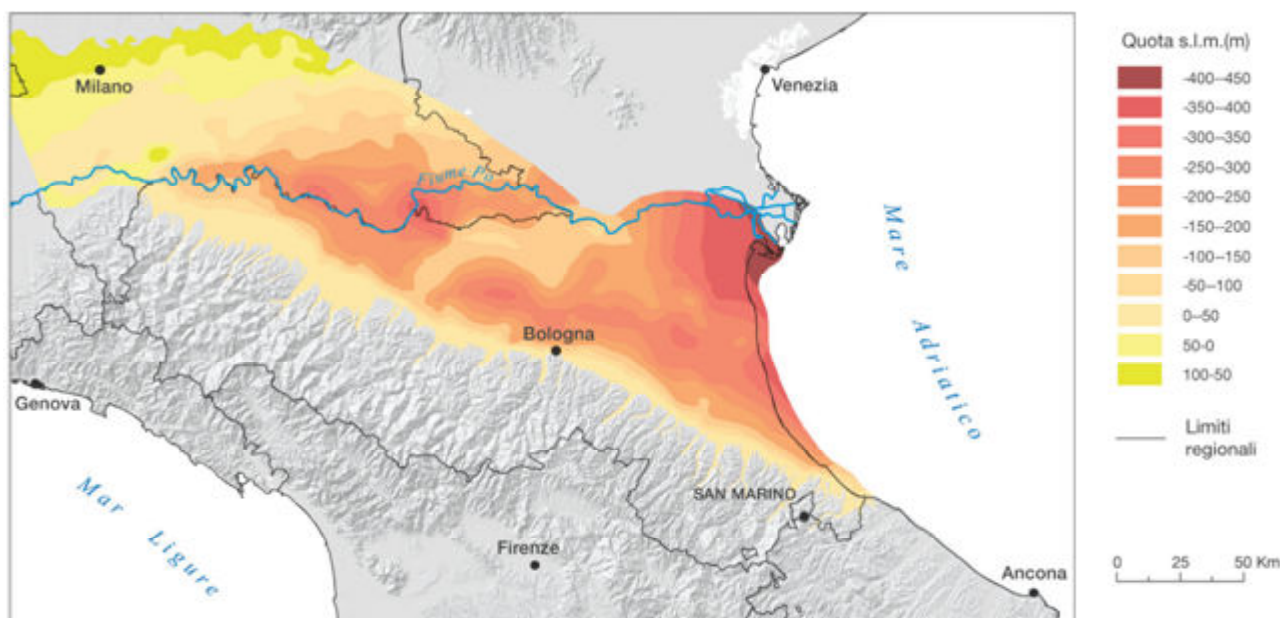 Milano
Venezia
Fiume Po
Bologna
Genova
SAN MARINO
Firenze
Ancona
Mare
Adriatico
Mar
Ligure
Quota s.l.m.(m)
-400–450
-350–400
-300–350
-250–300
-200–250
-150–200
-100–150
-50–100
0–50
50-0
100-50
Limiti
regionali
0 25 50 Km